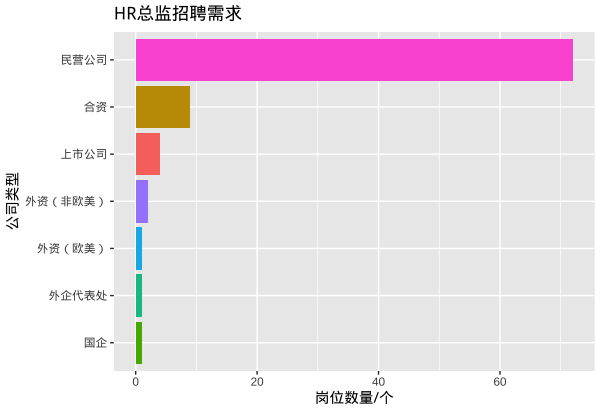 HR总监招聘需求
民营公司
合资
上市公司
外资（非欧美）
外资（欧美）
外企代表处
国企
公司类型
0 20 40 60
岗位数量/个